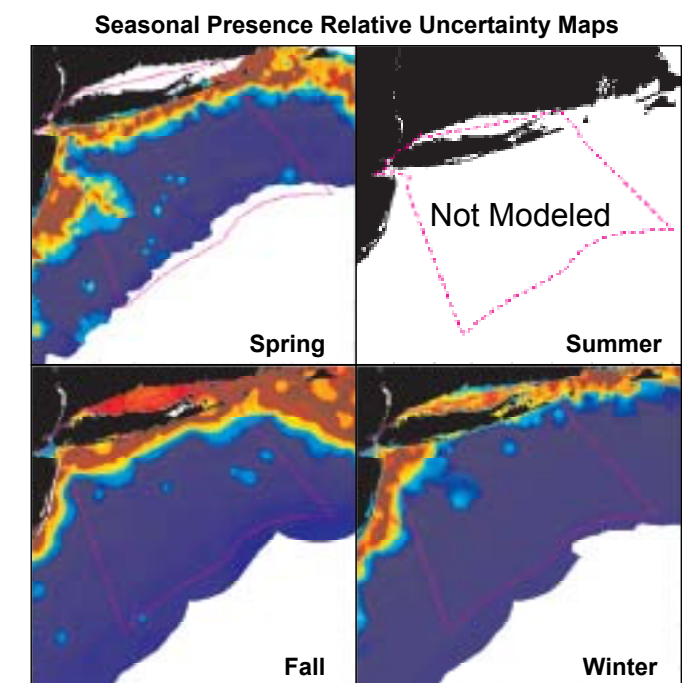 Seasonal Presence Relative Uncertainty Maps
Spring
Not Modeled
Summer
Fall
Winter